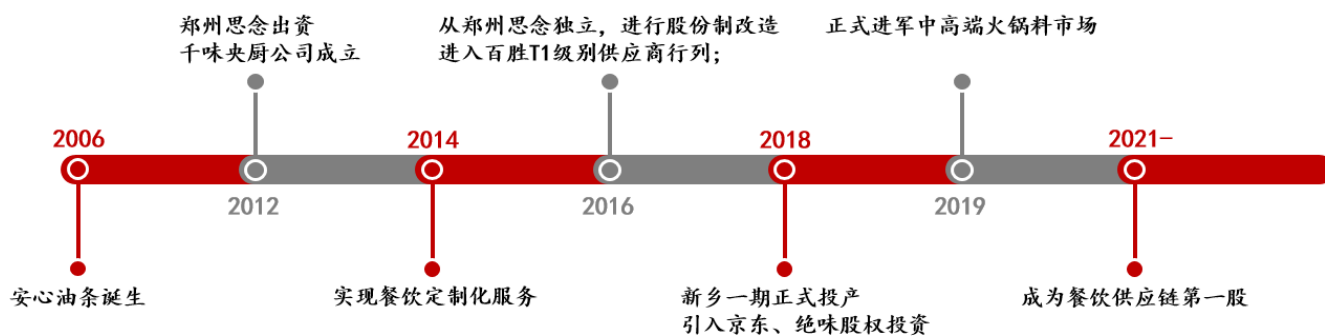 郑州思念出资
千味央厨公司成立
从郑州思念独立，进行股份制改造
进入百胜T1级别供应商行列；
正式进军中高端火锅料市场
2006
2014
2018
2021-
2012
2016
2019
安心油条诞生
实现餐饮定制化服务
新乡一期正式投产
引入京东、绝味股权投资
成为餐饮供应链第一股